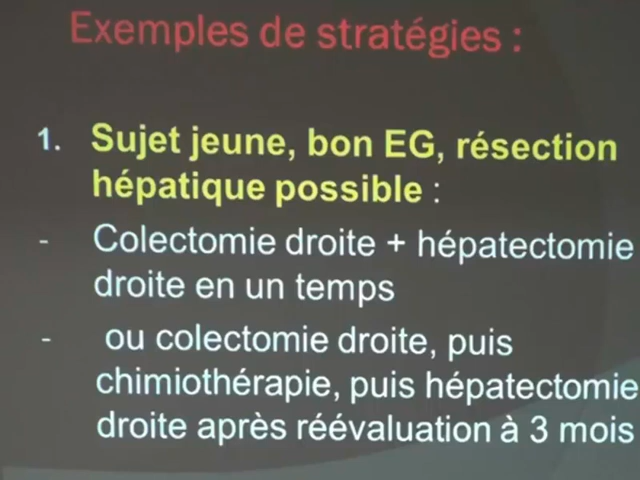 Exemples de stratégies :
1. Sujet jeune, bon EG, résection
hépatique possible :
- Colectomie droite + hépatectomie
droite en un temps
- ou colectomie droite, puis
chimiothérapie, puis hépatectomie
droite après réévaluation à 3 mois